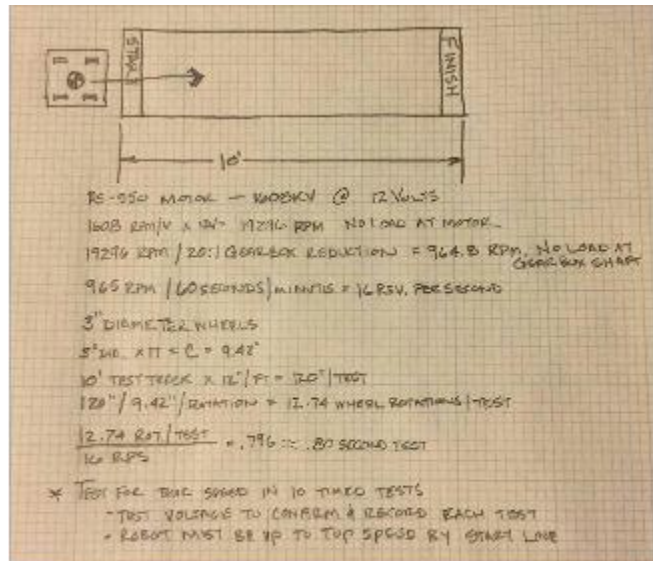 START
FINISH
10'
RS-550 MOTOR — 1608KV @ 12 VOLTS
1608 RPM/V x 12V= 19296 RPM NO LOAD AT MOTOR
19296 RPM / 20:1 GEARBOX REDUCTION = 964.8 RPM, NO LOAD AT
GEARBOX SHAFT
965 RPM / 60 SECONDS/MINUTES = 16 REV. PER SECOND
3" DIAMETER WHEELS
3" DIA. x π = C = 9.42"
10' TEST TRACK x 12"/FT = 120"/TEST
120" / 9.42"/ROTATION = 12.74 WHEEL ROTATIONS/TEST
12.74 ROT/TEST
16 RPS
= .796 ≈ .80 SECOND TEST
* TEST FOR TRUE SPEED IN 10 TIMED TESTS
- TEST VOLTAGE TO CONFIRM & RECORD EACH TEST
- ROBOT MUST BE UP TO TOP SPEED BY START LINE